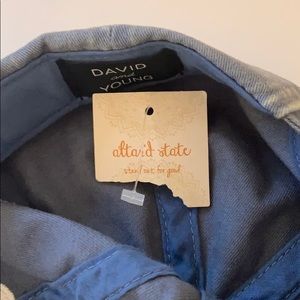 DAVID
and
YOUNG
altar'd state
stand out for good